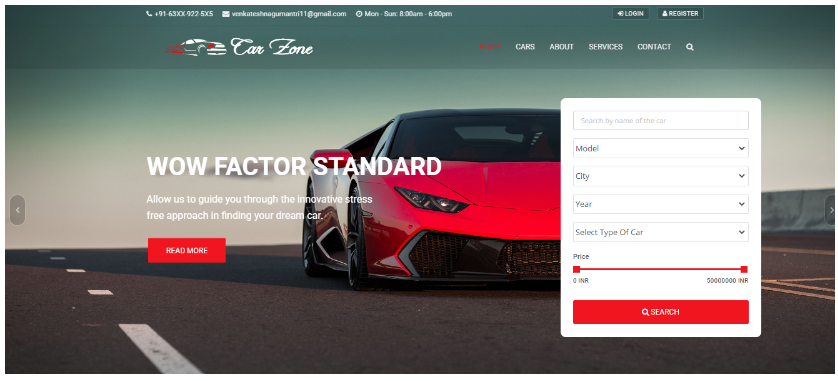 +91-63XX-922-5X5 venkateshnagumantri11@gmail.com Mon - Sun: 8:00am - 6:00pm LOGIN REGISTER
Car Zone HOME CARS ABOUT SERVICES CONTACT
Search by name of the car
Model
City
Year
Select Type Of Car
Price
0 INR 50000000 INR
SEARCH
WOW FACTOR STANDARD
Allow us to guide you through the innovative stress
free approach in finding your dream car.
READ MORE